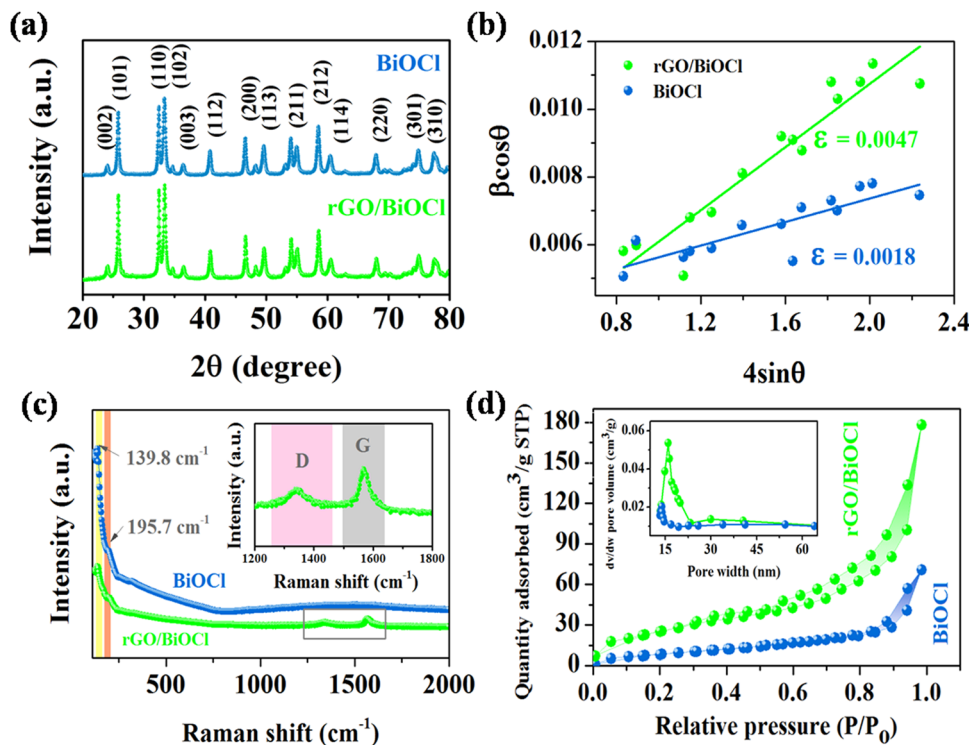 (a)
Intensity (a.u.)
BiOCl
(002)
(101)
(110)
(102)
(003)
(112)
(200)
(113)
(211)
(212)
(114)
(220)
(301)
(310)
rGO/BiOCl
20 30 40 50 60 70 80
2θ (degree)
(b)
βcosθ
0.012
0.010
0.008
0.006
rGO/BiOCl
BiOCl
ε = 0.0047
ε = 0.0018
0.8 1.2 1.6 2.0 2.4
4sinθ
(c)
Intensity (a.u.)
139.8 cm-1
195.7 cm-1
BiOCl
rGO/BiOCl
Intensity (a.u.)
D
G
1200 1400 1600 1800
Raman shift (cm-1)
500 1000 1500 2000
Raman shift (cm-1)
(d)
Quantity adsorbed (cm3/g STP)
180
150
120
90
60
30
0
dv/dw pore volume (cm3/g)
0.06
0.04
0.02
15 30 45 60
Pore width (nm)
rGO/BiOCl
BiOCl
0.0 0.2 0.4 0.6 0.8 1.0
Relative pressure (P/P0)